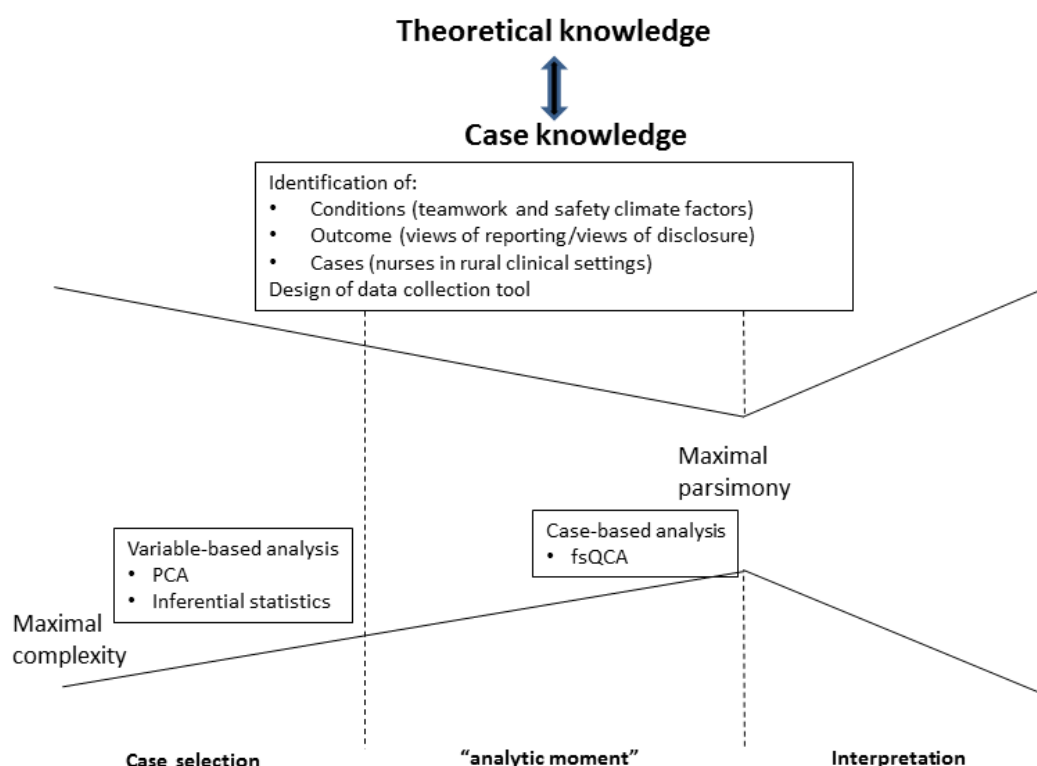 Theoretical knowledge
Case knowledge
Identification of:
• Conditions (teamwork and safety climate factors)
• Outcome (views of reporting/views of disclosure)
• Cases (nurses in rural clinical settings)
Design of data collection tool
Maximal
parsimony
Case-based analysis
• fsQCA
Variable-based analysis
• PCA
• Inferential statistics
Maximal
complexity
Case selection
“analytic moment”
Interpretation